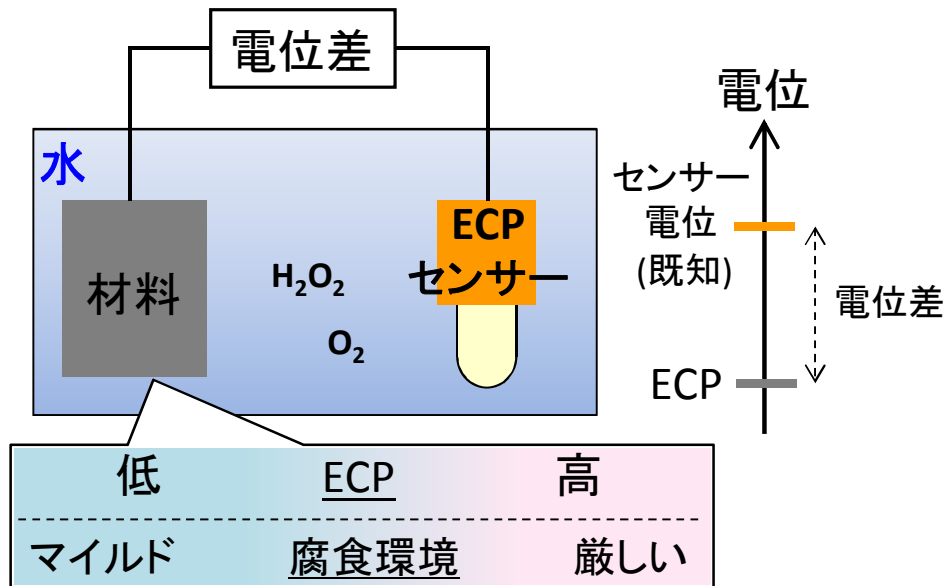 電位差
水
材料
H₂O₂
O₂
ECP
センサー
電位
センサー
電位
(既知)
電位差
ECP
低 ECP 高
マイルド 腐食環境 厳しい